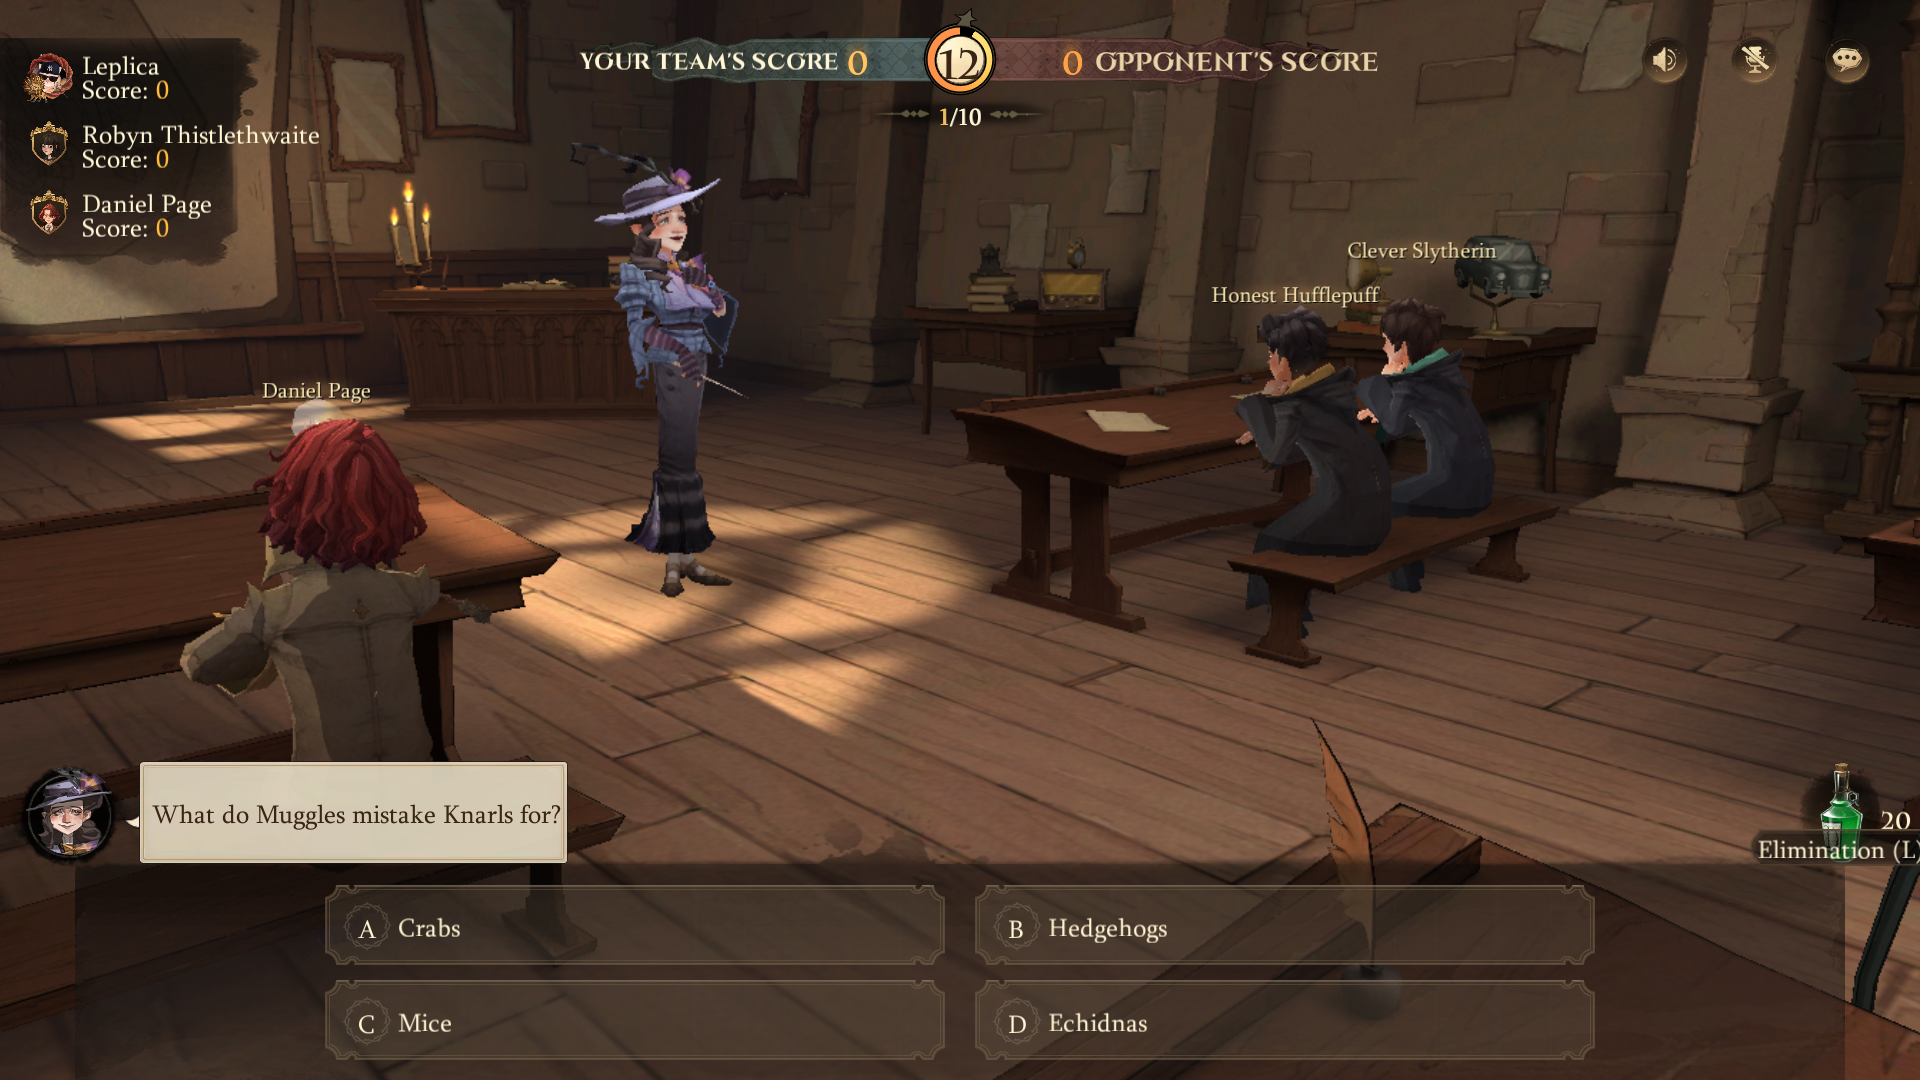 Leplica
Score: 0
Robyn Thistlethwaite
Score: 0
Daniel Page
Score: 0
YOUR TEAM'S SCORE 0
12
0 OPPONENT'S SCORE
1/10
Clever Slytherin
Honest Hufflepuff
Daniel Page
What do Muggles mistake Knarls for?
20
Elimination (L)
A Crabs
B Hedgehogs
C Mice
D Echidnas